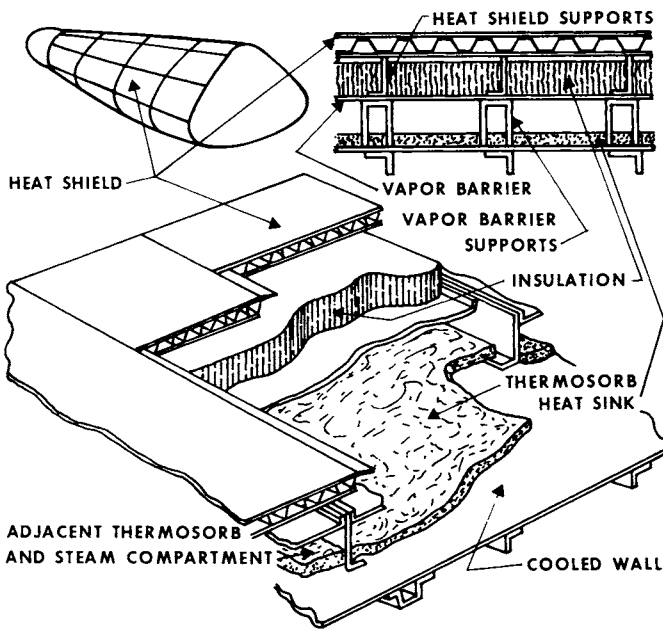 HEAT SHIELD SUPPORTS
HEAT SHIELD
VAPOR BARRIER
VAPOR BARRIER
SUPPORTS
INSULATION
THERMOSORB
HEAT SINK
ADJACENT THERMOSORB
AND STEAM COMPARTMENT
COOLED WALL